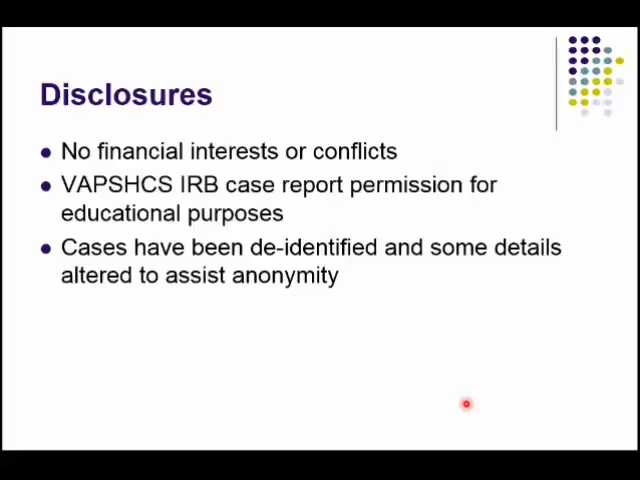 Disclosures
No financial interests or conflicts
VAPSHCS IRB case report permission for
educational purposes
Cases have been de-identified and some details
altered to assist anonymity